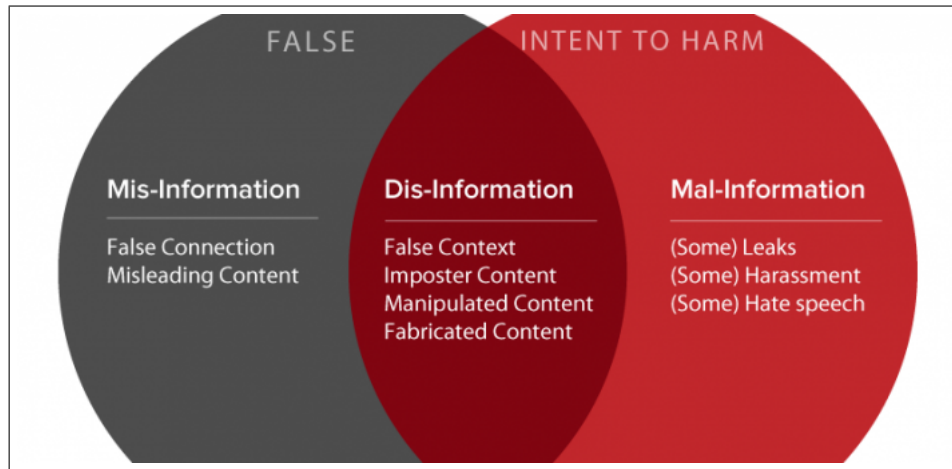 FALSE
INTENT TO HARM
Mis-Information
False Connection
Misleading Content
Dis-Information
False Context
Imposter Content
Manipulated Content
Fabricated Content
Mal-Information
(Some) Leaks
(Some) Harassment
(Some) Hate speech